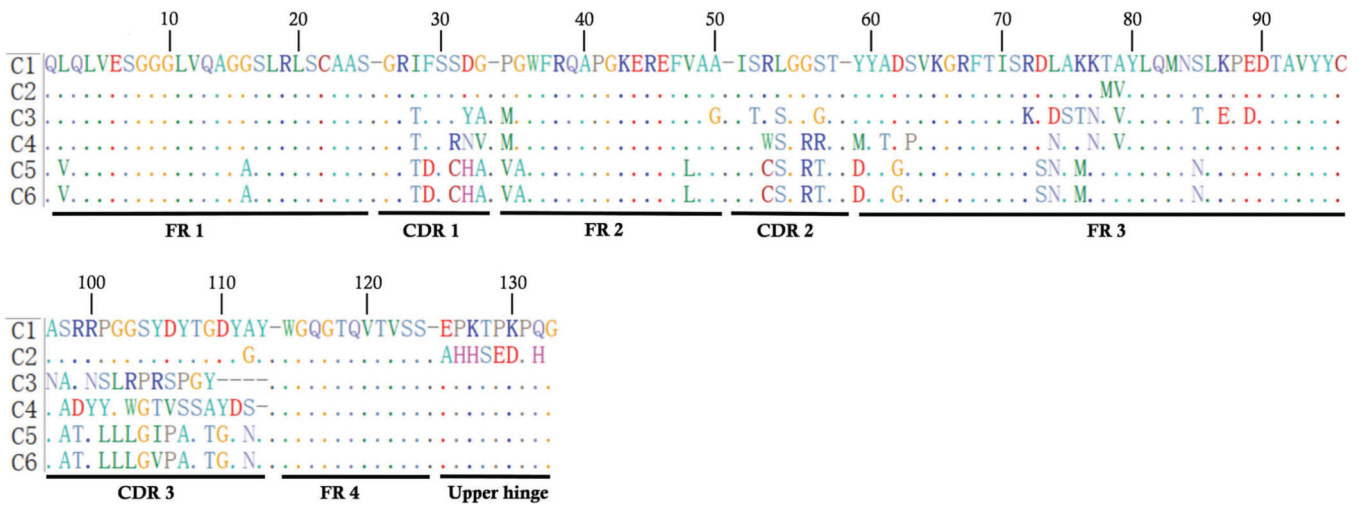 10 20 30 40 50 60 70 80 90
C1 QLQLVESGGGLVQAGGSLRLSCAAS-GRIFSSDG-PGWFRQAPGKEREFVAA-ISRLGGST-YYADSVKGRFTISRDLAKKTAYLQMNSLKPEDTAVYYC
C2 .................................................................................MV.................
C3 ............................T...YA.M...............G..T.S..G...............K.DSTN.V.....T.E.D.......
C4 ............................T..RNV.M...................WS.RR..M.T.P..........N..N.V.................
C5 .V.............A............TD.CHA.VA............L.....CS.RT..D..G..........SN.M........N...........
C6 .V.............A............TD.CHA.VA............L.....CS.RT..D..G..........SN.M........N...........
FR 1 CDR 1 FR 2 CDR 2 FR 3
100 110 120 130
C1 ASRRPGGSYDYTGDYAY-WGQGTQVTVSS-EPKTPKPQG
C2 ...............G..............AHHSED.H.
C3 NA.NSLRPRSPGY----......................
C4 .ADYY.WGTVSSAYDS-......................
C5 .AT.LLLGIPA.TG.N.......................
C6 .AT.LLLGVPA.TG.N.......................
CDR 3 FR 4 Upper hinge